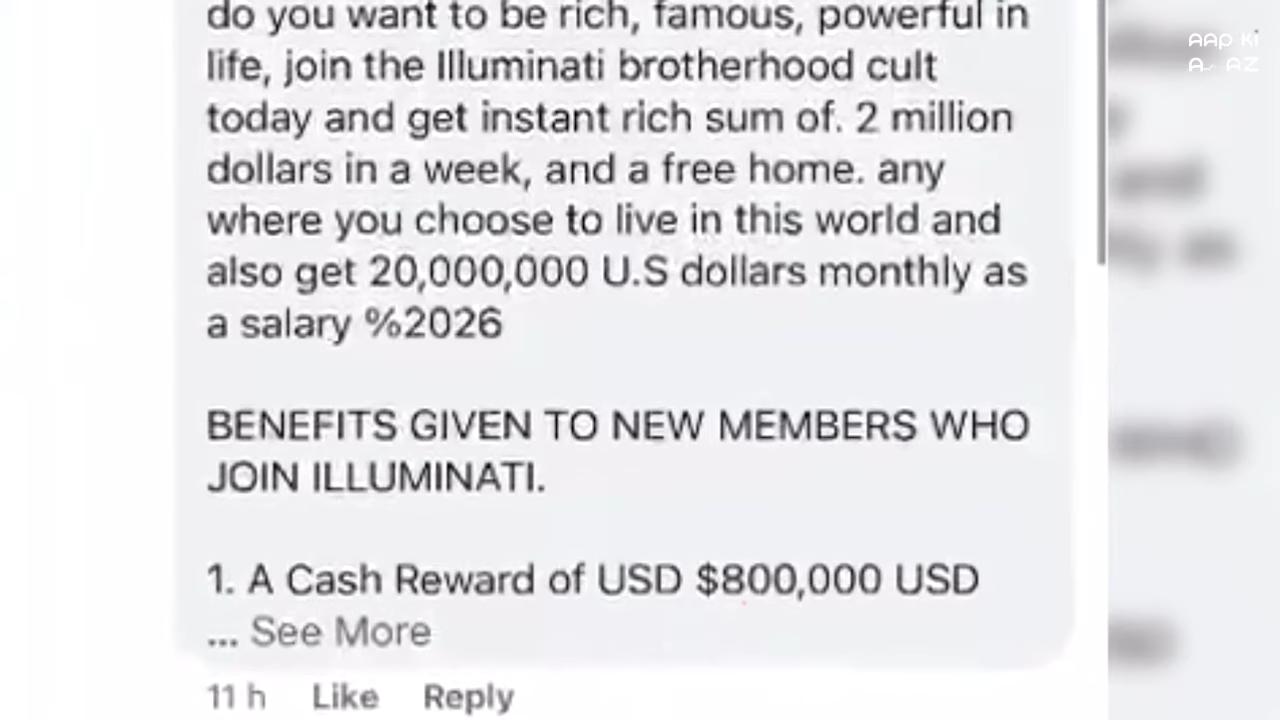 do you want to be rich, famous, powerful in
life, join the Illuminati brotherhood cult
today and get instant rich sum of. 2 million
dollars in a week, and a free home. any
where you choose to live in this world and
also get 20,000,000 U.S dollars monthly as
a salary %2026
BENEFITS GIVEN TO NEW MEMBERS WHO
JOIN ILLUMINATI.
1. A Cash Reward of USD $800,000 USD
... See More
11 h Like Reply
AAP KI